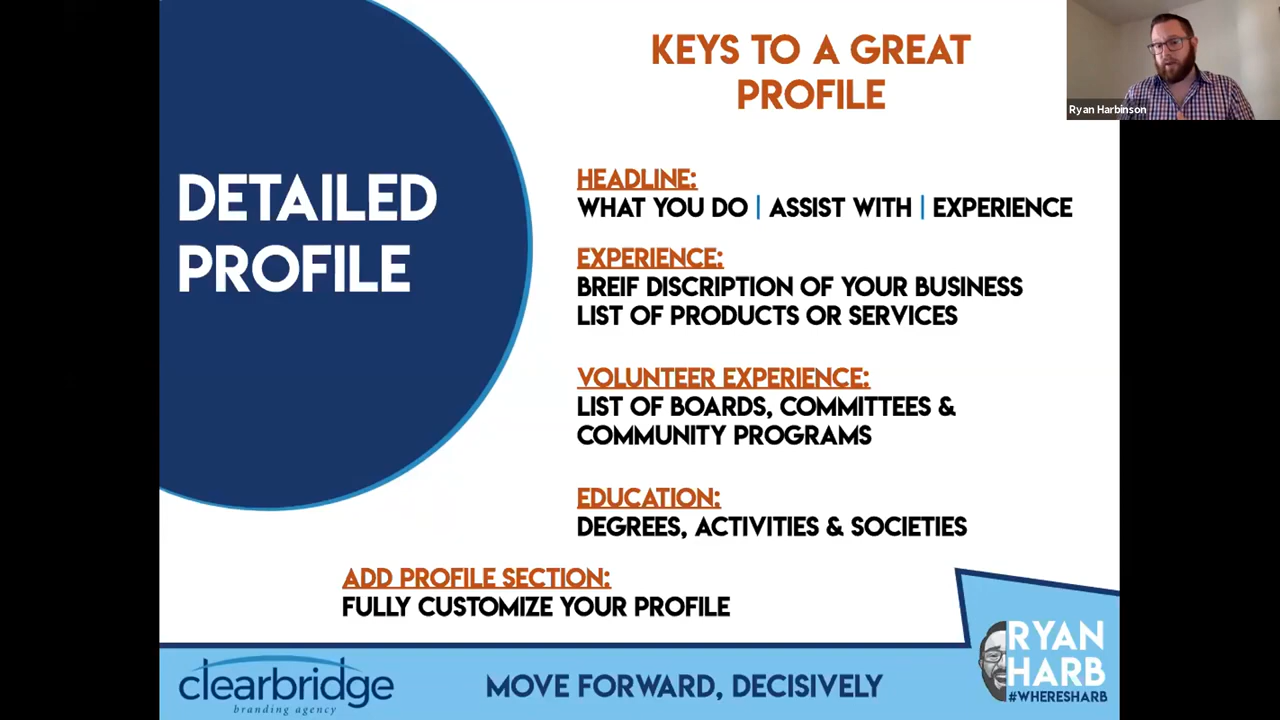 KEYS TO A GREAT
PROFILE
Ryan Harbinson
DETAILED
PROFILE
HEADLINE:
WHAT YOU DO | ASSIST WITH | EXPERIENCE
EXPERIENCE:
BREIF DISCRIPTION OF YOUR BUSINESS
LIST OF PRODUCTS OR SERVICES
VOLUNTEER EXPERIENCE:
LIST OF BOARDS, COMMITTEES &
COMMUNITY PROGRAMS
EDUCATION:
DEGREES, ACTIVITIES & SOCIETIES
ADD PROFILE SECTION:
FULLY CUSTOMIZE YOUR PROFILE
clearbridge
branding agency
MOVE FORWARD, DECISIVELY
RYAN
HARB
#WHERESHARB